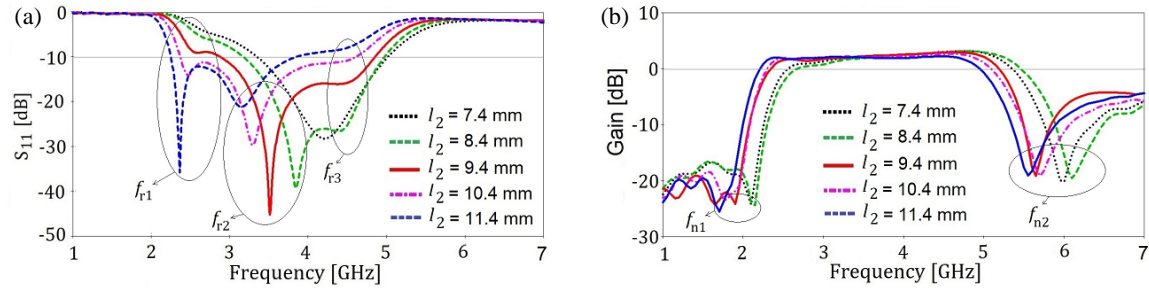 (a)
0
-10
-20
-30
-40
-50
S11 [dB]
fr1
fr2
fr3
l2 = 7.4 mm
l2 = 8.4 mm
l2 = 9.4 mm
l2 = 10.4 mm
l2 = 11.4 mm
1 2 3 4 5 6 7
Frequency [GHz]
(b)
10
0
-10
-20
-30
Gain [dB]
l2 = 7.4 mm
l2 = 8.4 mm
l2 = 9.4 mm
l2 = 10.4 mm
l2 = 11.4 mm
fn1
fn2
1 2 3 4 5 6 7
Frequency [GHz]